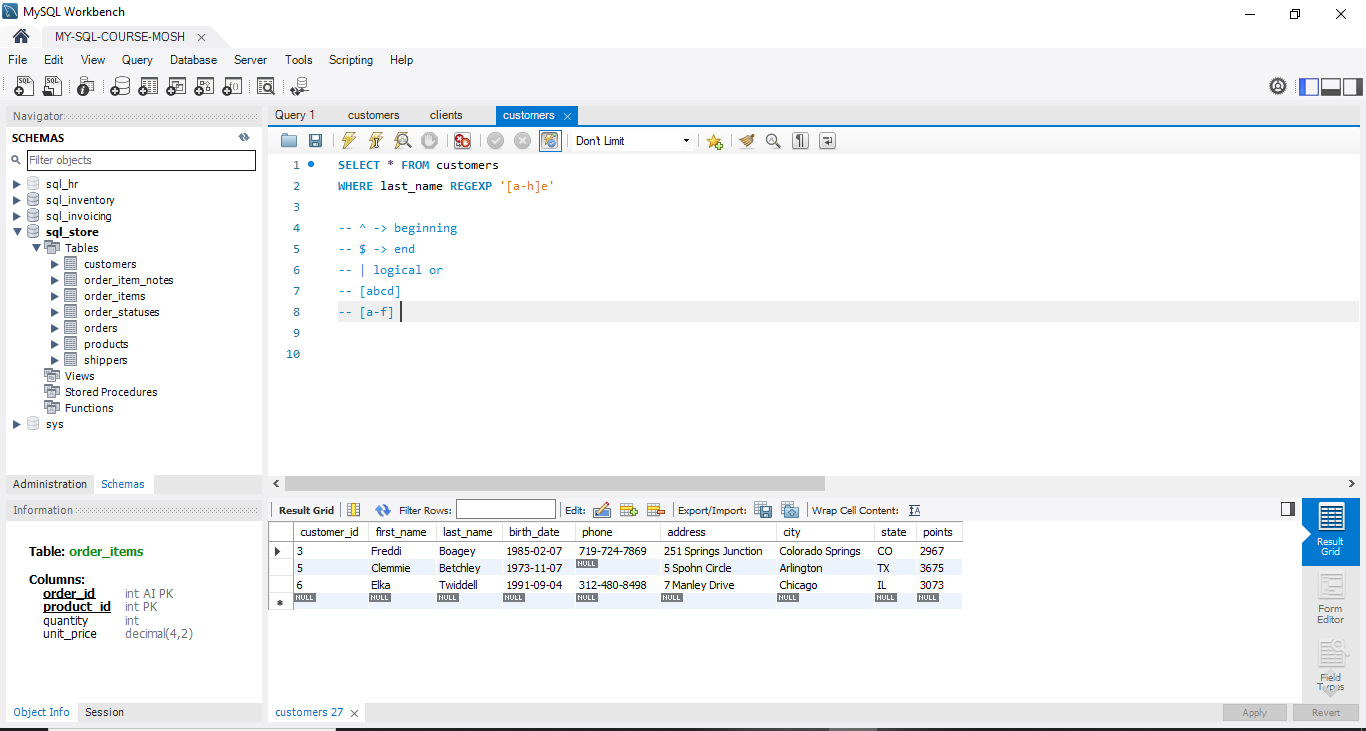 MySQL Workbench
MY-SQL-COURSE-MOSH
File Edit View Query Database Server Tools Scripting Help
Navigator
SCHEMAS
Filter objects
sql_hr
sql_inventory
sql_invoicing
sql_store
Tables
customers
order_item_notes
order_items
order_statuses
orders
products
shippers
Views
Stored Procedures
Functions
sys
Administration Schemas
Information
Table: order_items
Columns:
order_id int AI PK
product_id int PK
quantity int
unit_price decimal(4,2)
Object Info Session
Query 1 customers clients customers
Don't Limit
1 SELECT * FROM customers
2 WHERE last_name REGEXP '[a-h]e'
3
4 -- ^ -> beginning
5 -- $ -> end
6 -- | logical or
7 -- [abcd]
8 -- [a-f]
9
10
Result Grid Filter Rows: Edit: Export/Import: Wrap Cell Content: IA
customer_id first_name last_name birth_date phone address city state points
3 Freddi Boagey 1985-02-07 719-724-7869 251 Springs Junction Colorado Springs CO 2967
5 Clemmie Betchley 1973-11-07 NULL 5 Spohn Circle Arlington TX 3675
6 Elka Twiddell 1991-09-04 312-480-8498 7 Manley Drive Chicago IL 3073
NULL NULL NULL NULL NULL NULL NULL NULL NULL
Result
Grid
Form
Editor
Field
Types
customers 27
Apply Revert